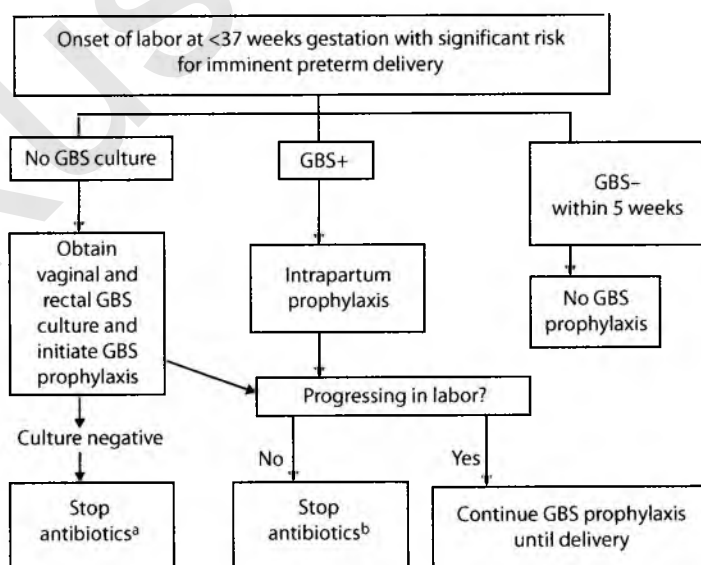 Onset of labor at <37 weeks gestation with significant risk
for imminent preterm delivery
No GBS culture
GBS+
GBS–
within 5 weeks
Obtain
vaginal and
rectal GBS
culture and
initiate GBS
prophylaxis
Intrapartum
prophylaxis
No GBS
prophylaxis
Progressing in labor?
Culture negative
No
Yes
Stop
antibioticsᵃ
Stop
antibioticsᵇ
Continue GBS prophylaxis
until delivery